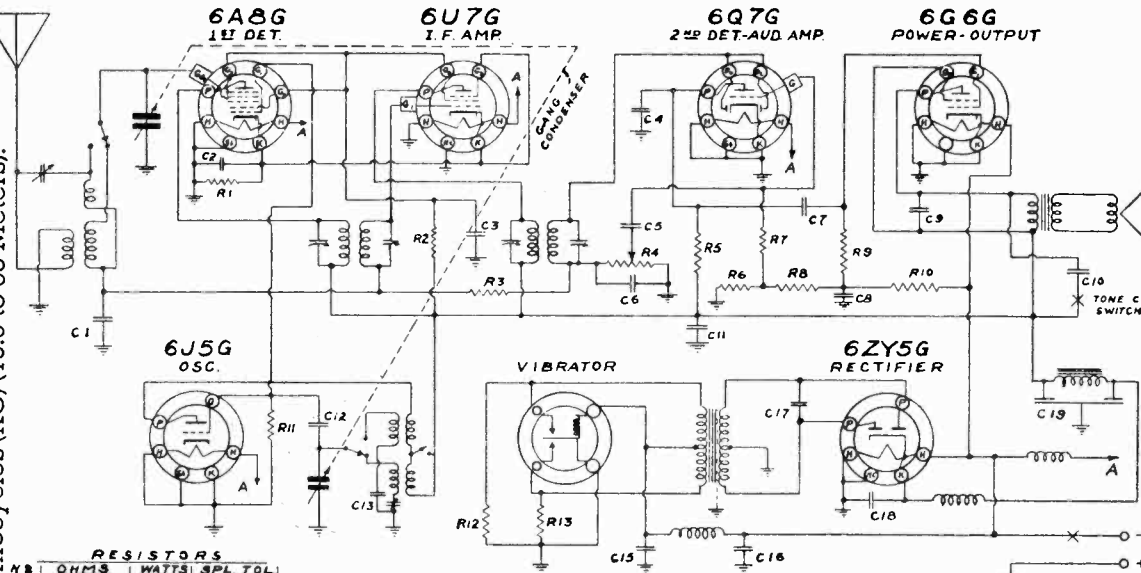 6A8G
1ST DET.
6U7G
I.F. AMP.
6Q7G
2ND DET.-AUD. AMP.
6G6G
POWER-OUTPUT
GANG
CONDENSER
P
H
K
A
C2
R1
P
H
K
A
C4
H
K
G
A
P
H
K
R2
C3
C5
C7
R3
R4
C6
R5
R7
R6
R8
R9
C8
R10
C9
C10
TONE C
SWITCH
C1
C11
6J5G
OSC.
P
H
H
K
A
R11
C12
C13
VIBRATOR
R12
R13
C15
C16
C17
6ZY5G
RECTIFIER
P
P
H
H
K
C18
C19
A
RESISTORS
OHMS WATTS SPL TOL